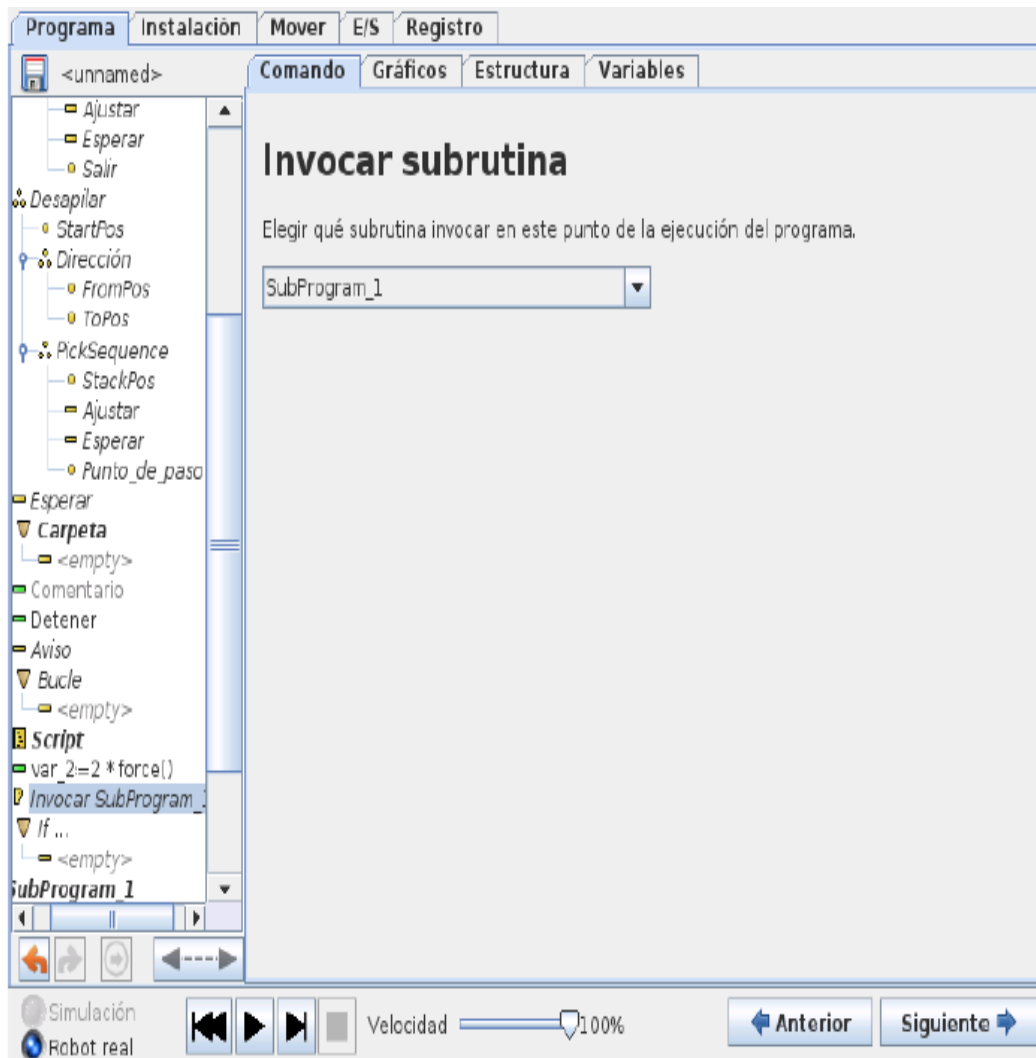 Programa Instalación Mover E/S Registro
<unnamed>
Comando Gráficos Estructura Variables
Ajustar
Esperar
Salir
Desapilar
StartPos
Dirección
FromPos
ToPos
PickSequence
StackPos
Ajustar
Esperar
Punto_de_paso
Esperar
Carpeta
<empty>
Comentario
Detener
Aviso
Bucle
<empty>
Script
var_2:=2 * force()
Invocar SubProgram_1
If ...
<empty>
SubProgram_1
Invocar subrutina
Elegir qué subrutina invocar en este punto de la ejecución del programa.
SubProgram_1
Simulación
Robot real
Velocidad 100%
Anterior
Siguiente